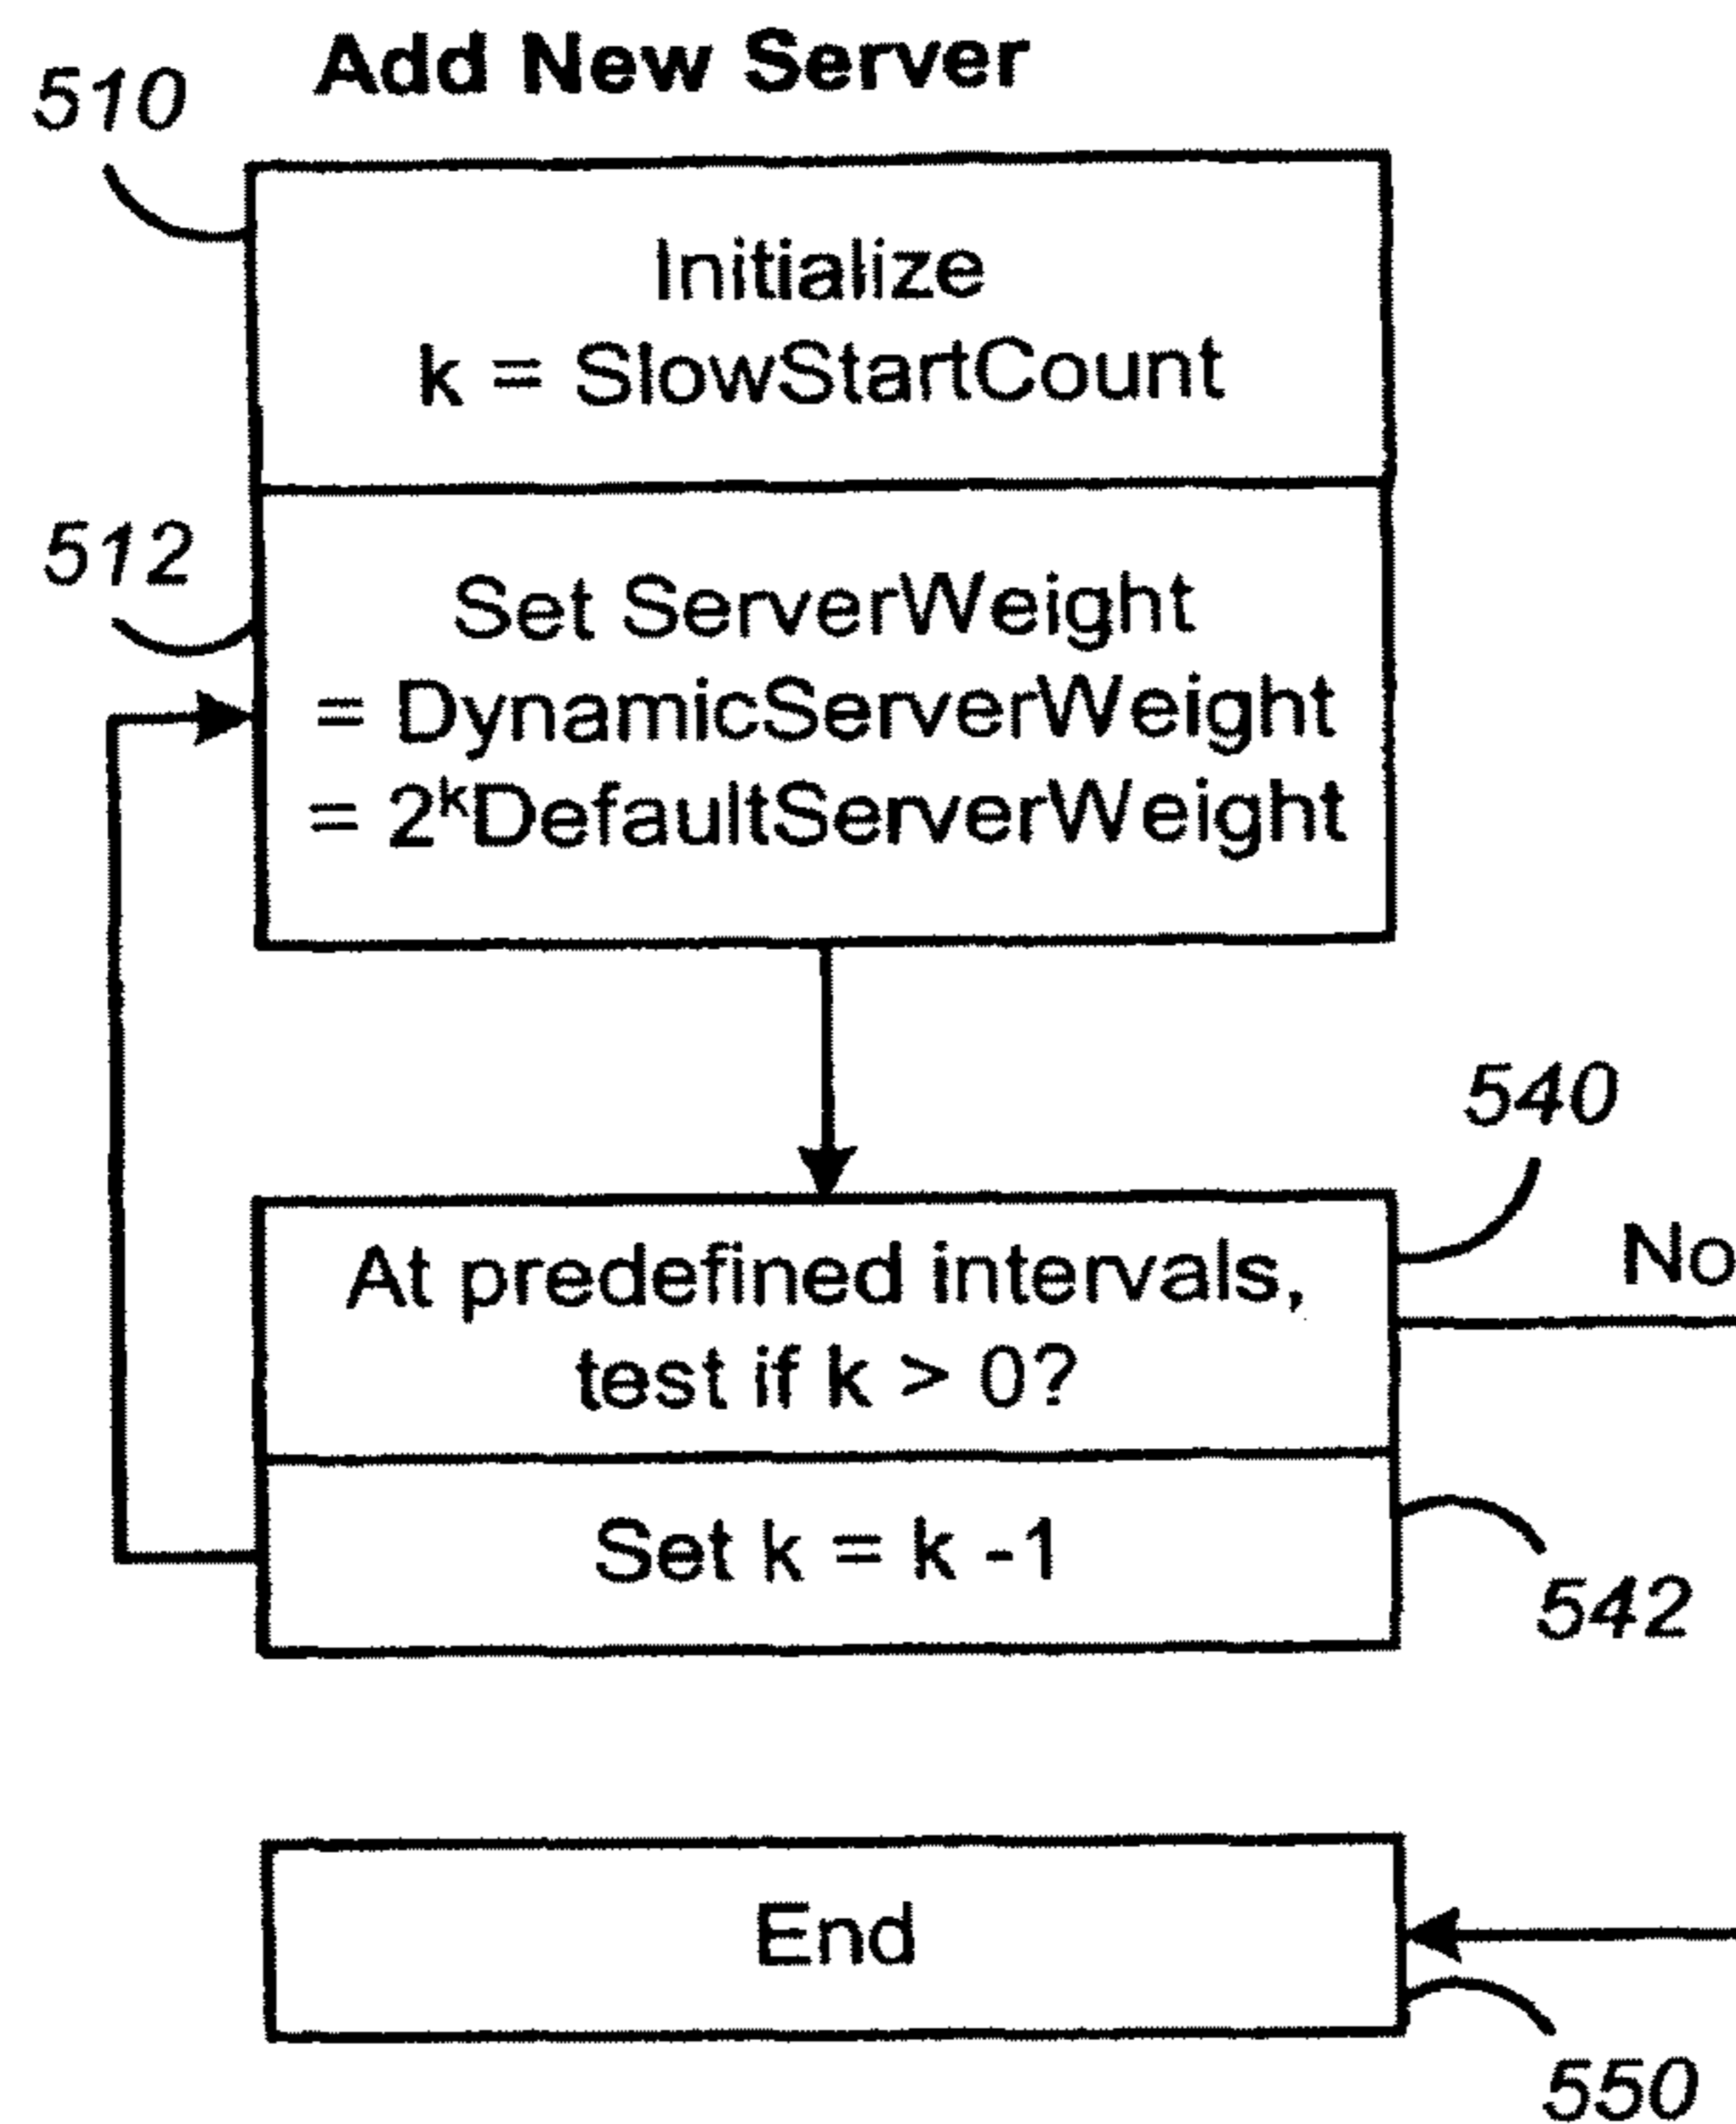 Add New Server
510
Initialize
k = SlowStartCount
512
Set ServerWeight
= DynamicServerWeight
= 2ᵏDefaultServerWeight
540
At predefined intervals,
test if k > 0?
No
Set k = k -1
542
End
550